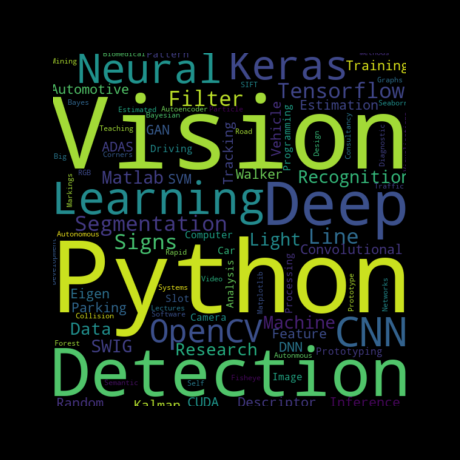 Mining
Biomedical
Pattern
Neural
Keras
Training
Graphs
Automotive
SIFT
Tensorflow
Seaborn
Bayes
Filter
Estimated
Autoencoder
Estimation
Bayesian
Vision
Teaching
GAN
Road
Vehicle
Programming
Design
Consultancy
Diagnostic
Big
ADAS
Corners
Driving
Tracking
Walker
Recognition
RGB
Matlab
SVM
Traffic
Markings
Learning
Deep
Segmentation
Autonomous
Signs
Computer
Light
Line
Rapid
Car
Convolutional
Python
Eigen
Systems
Video
Analysis
Matplotlib
Processing
Prototype
Networks
Parking
Slot
Collision
Lectures
Software
Camera
Machine
CNN
Data
OpenCV
Feature
Forest
SWIG
Research
DNN
Autonmous
Prototyping
Detection
Semantic
Self
Fisheye
Image
Random
Kalman
CUDA
Descriptor
Inference